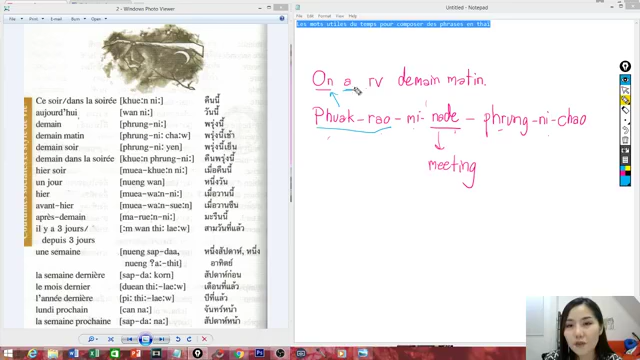 2 - Windows Photo Viewer
Untitled - Notepad
File
Print
E-mail
Burn
Open
les mots utiles du temps pour composer des phrases en thaï
On a rv demain matin.
Phuak-rao - mi - nade - phrung-ni-chao
meeting
Ce soir/dans la soirée [khue:n ni:] คืนนี้
aujourd'hui [wan ni:] วันนี้
demain [phrung-ni:] พรุ่งนี้
demain matin [phrung-ni: cha:w] พรุ่งนี้เช้า
demain soir [phrung-ni: yen] พรุ่งนี้เย็น
demain dans la soirée [khue:n phrung-ni:] คืนพรุ่งนี้
hier soir [muea-khue:n ni:] เมื่อคืนนี้
un jour [nueng wan] หนึ่งวัน
hier [muea-wa:n-ni:] เมื่อวานนี้
avant-hier [muea-wa:n-sue:n] เมื่อวานซืน
après-demain [ma-rue:n-ni:] มะรืนนี้
il y a 3 jours/ [ :m wan thi: lae:w] สามวันที่แล้ว
depuis 3 jours
une semaine [nueng sap-daa, หนึ่งสัปดาห์, หนึ่ง
nueng ʔa:-thit] อาทิตย์
la semaine dernière [sap-da: korn] สัปดาห์ก่อน
le mois dernier [duean thi:-lae:w] เดือนที่แล้ว
l'année dernière [pi: thi:-lae:w] ปีที่แล้ว
lundi prochain [can na:] จันทร์หน้า
la semaine prochaine [sap-da: na:] สัปดาห์หน้า